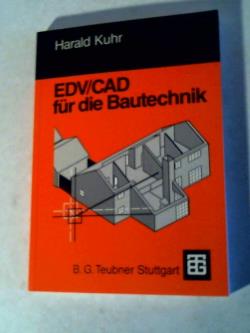 Harald Kuhr
EDV/CAD
für die Bautechnik
B. G. Teubner Stuttgart